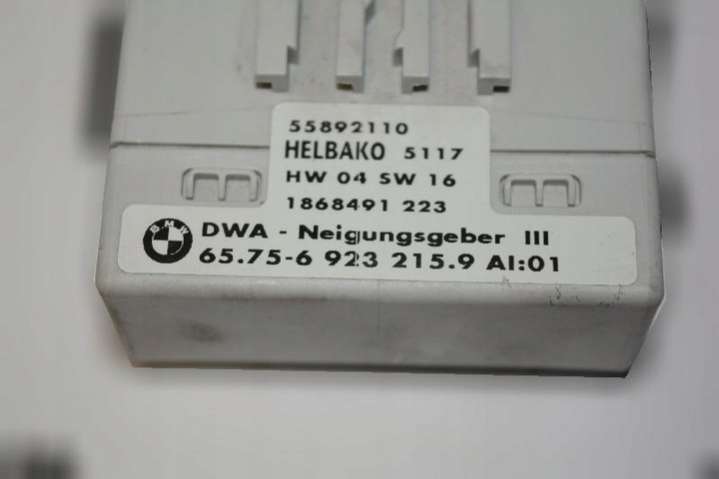 55892110
HELBAKO 5117
HW 04 SW 16
1868491 223
BMW DWA - Neigungsgeber III
65.75-6 923 215.9 AI:01